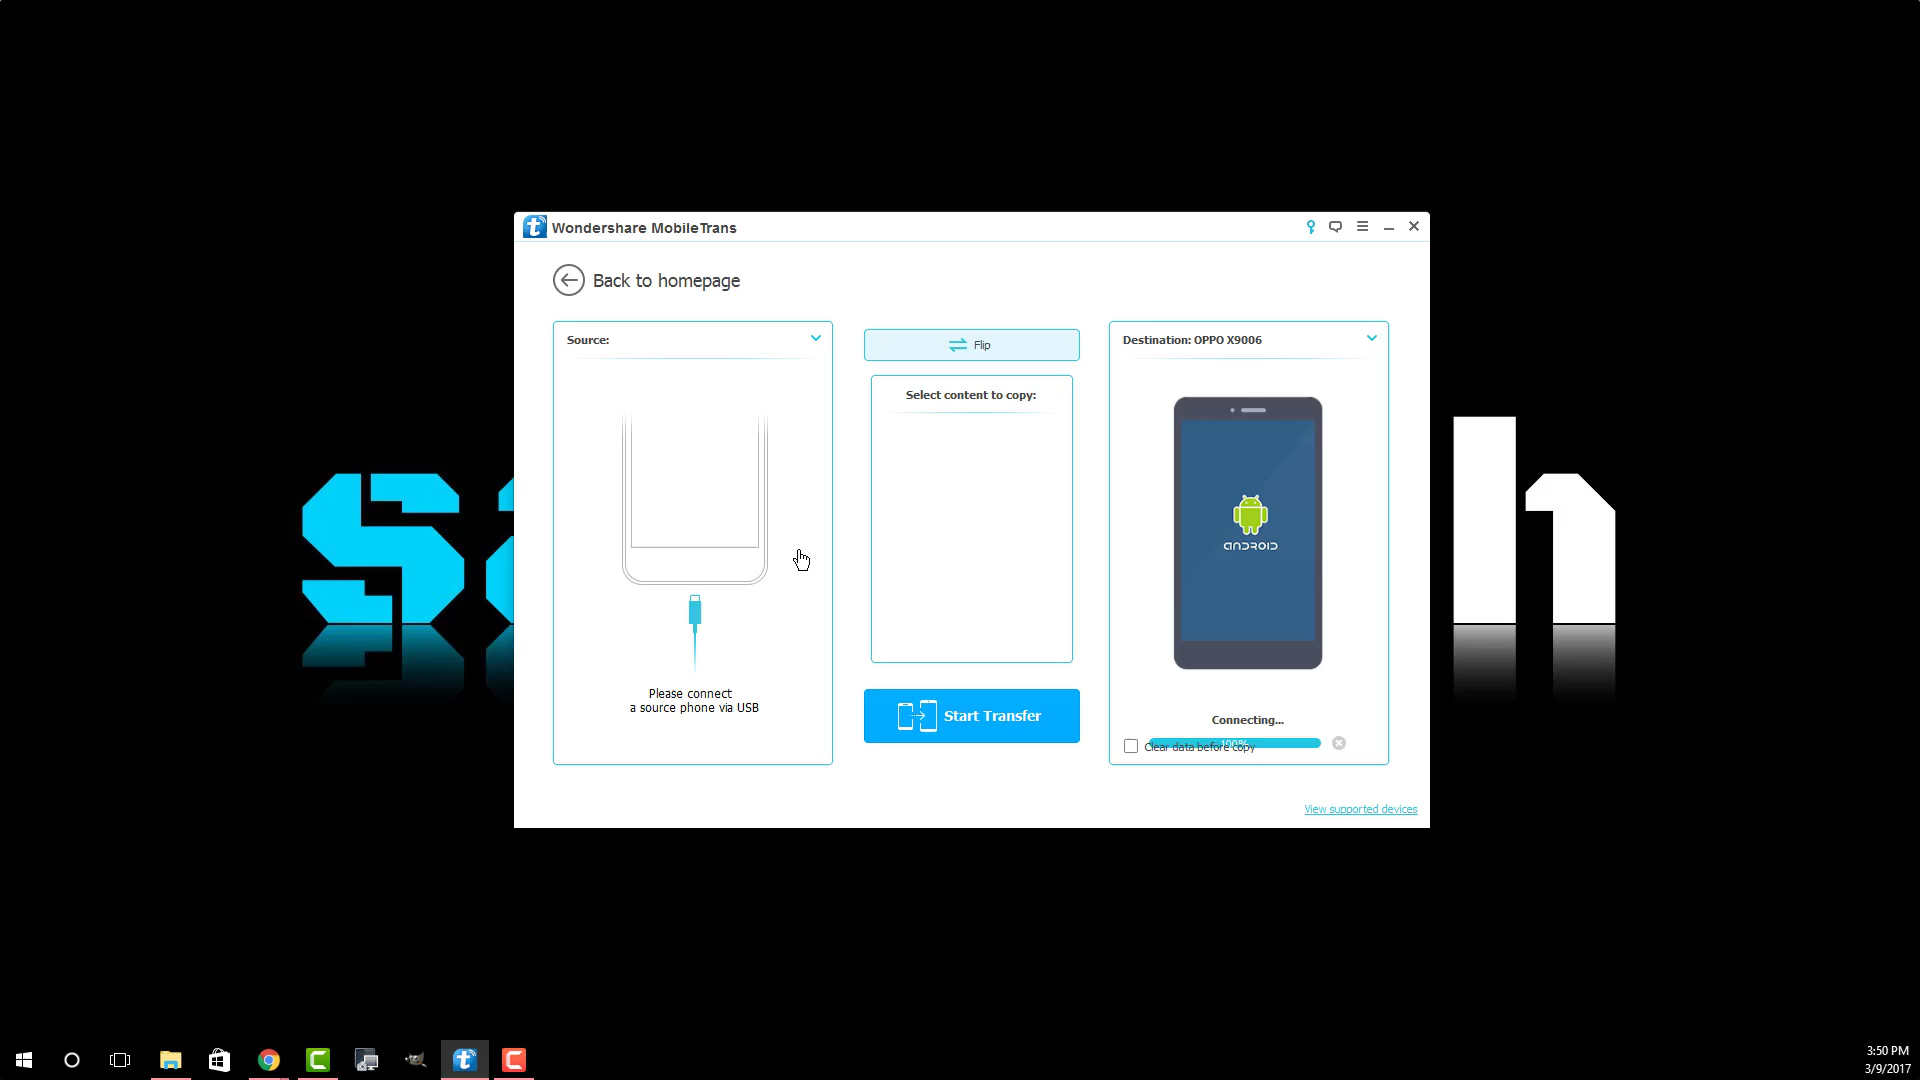 Wondershare MobileTrans
Back to homepage
Source:
Flip
Destination: OPPO X9006
Select content to copy:
ANDROID
Please connect
a source phone via USB
Start Transfer
Connecting...
100%
Clear data before copy
View supported devices
h
3:50 PM
3/9/2017